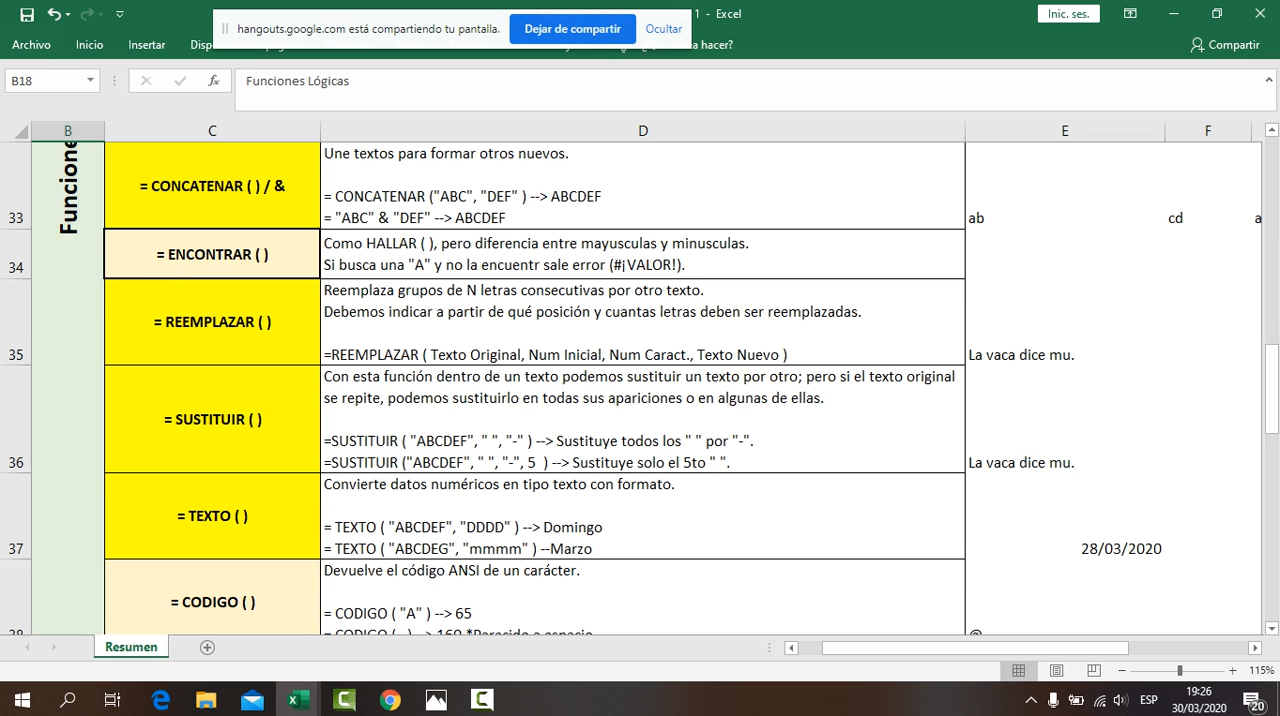 1 - Excel
Inic. ses.
hangouts.google.com está compartiendo tu pantalla.
Dejar de compartir
Ocultar
Archivo
Inicio
Insertar
hacer?
Compartir
B18
fx
Funciones Lógicas
B
C
D
E
F
Funcione
33
= CONCATENAR ( ) / &
Une textos para formar otros nuevos.
= CONCATENAR ("ABC", "DEF" ) --> ABCDEF
= "ABC" & "DEF" --> ABCDEF
ab
cd
a
34
= ENCONTRAR ( )
Como HALLAR ( ), pero diferencia entre mayusculas y minusculas.
Si busca una "A" y no la encuentr sale error (#¡VALOR!).
35
= REEMPLAZAR ( )
Reemplaza grupos de N letras consecutivas por otro texto.
Debemos indicar a partir de qué posición y cuantas letras deben ser reemplazadas.
=REEMPLAZAR ( Texto Original, Num Inicial, Num Caract., Texto Nuevo )
La vaca dice mu.
36
= SUSTITUIR ( )
Con esta función dentro de un texto podemos sustituir un texto por otro; pero si el texto original
se repite, podemos sustituirlo en todas sus apariciones o en algunas de ellas.
=SUSTITUIR ( "ABCDEF", " ", "-" ) --> Sustituye todos los " " por "-".
=SUSTITUIR ("ABCDEF", " ", "-", 5  ) --> Sustituye solo el 5to " ".
La vaca dice mu.
37
= TEXTO ( )
Convierte datos numéricos en tipo texto con formato.
= TEXTO ( "ABCDEF", "DDDD" ) --> Domingo
= TEXTO ( "ABCDEG", "mmmm" ) --Marzo
28/03/2020
38
= CODIGO ( )
Devuelve el código ANSI de un carácter.
= CODIGO ( "A" ) --> 65
= CODIGO ( ) --> 160 *Parecido a espacio
@
Resumen
115%
ESP
19:26
30/03/2020
20